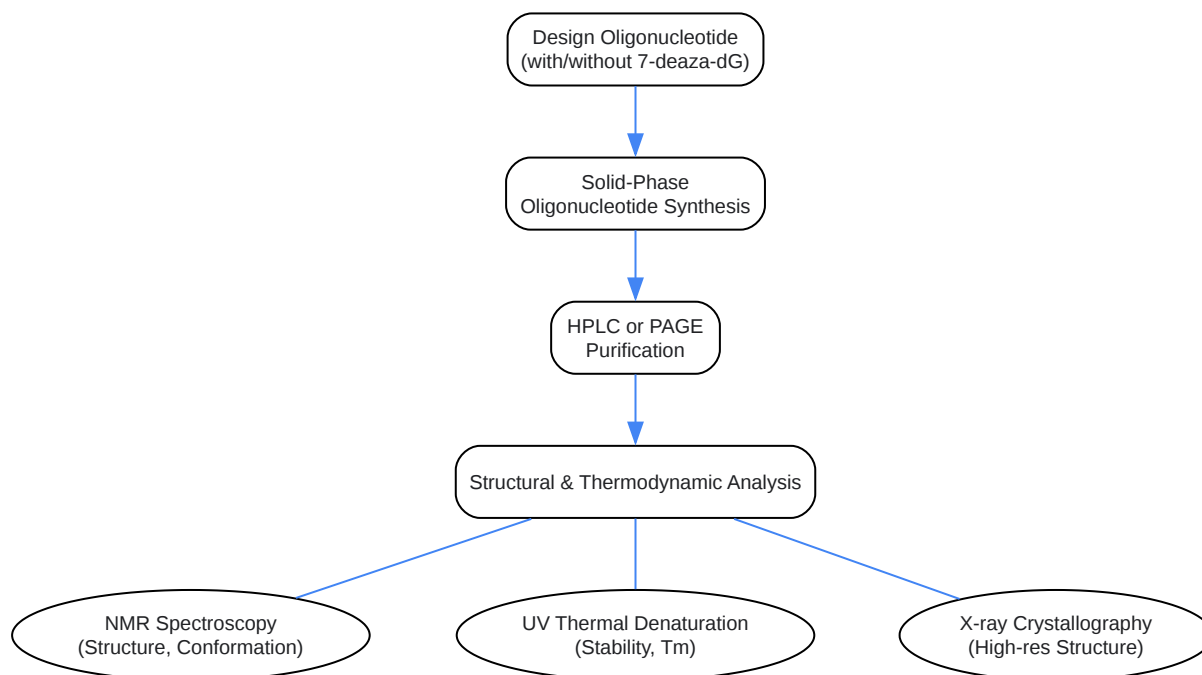 Design Oligonucleotide
(with/without 7-deaza-dG)
Solid-Phase
Oligonucleotide Synthesis
HPLC or PAGE
Purification
Structural & Thermodynamic Analysis
NMR Spectroscopy
(Structure, Conformation)
UV Thermal Denaturation
(Stability, Tm)
X-ray Crystallography
(High-res Structure)